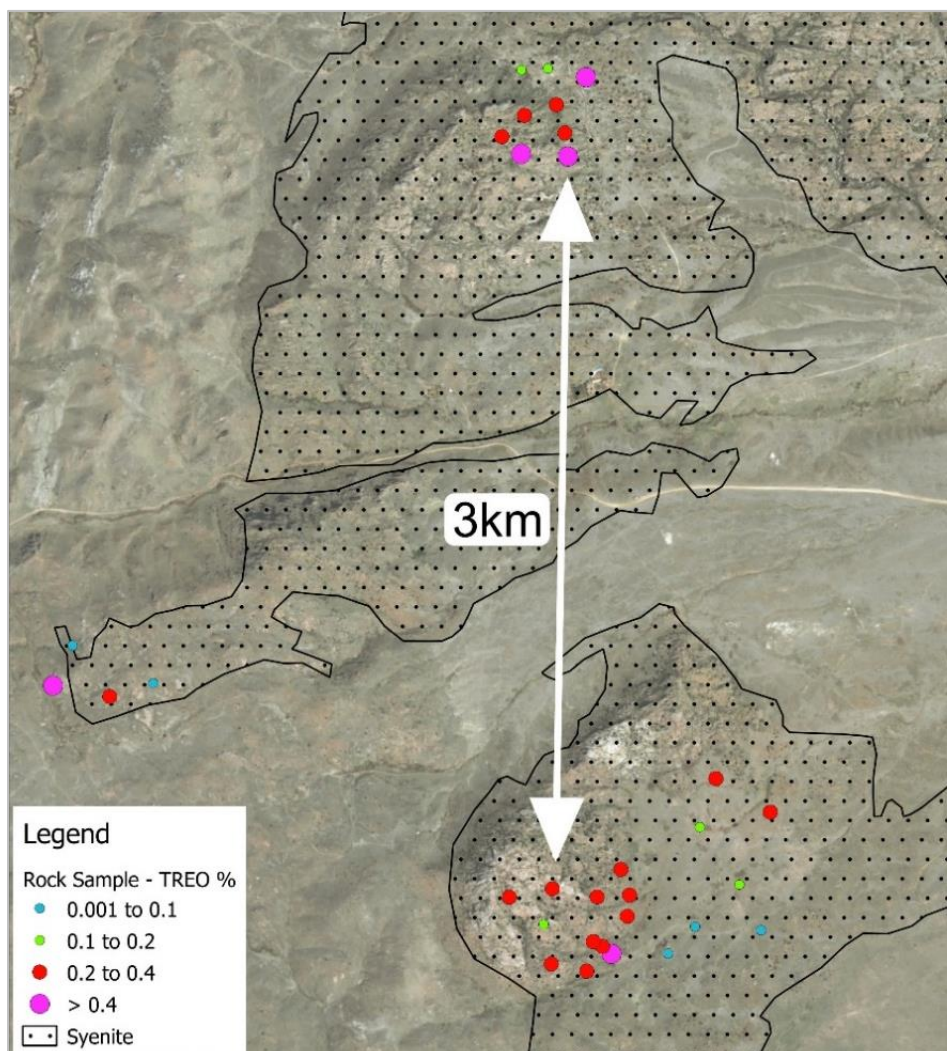 3km
Legend
Rock Sample - TREO %
0.001 to 0.1
0.1 to 0.2
0.2 to 0.4
> 0.4
Syenite